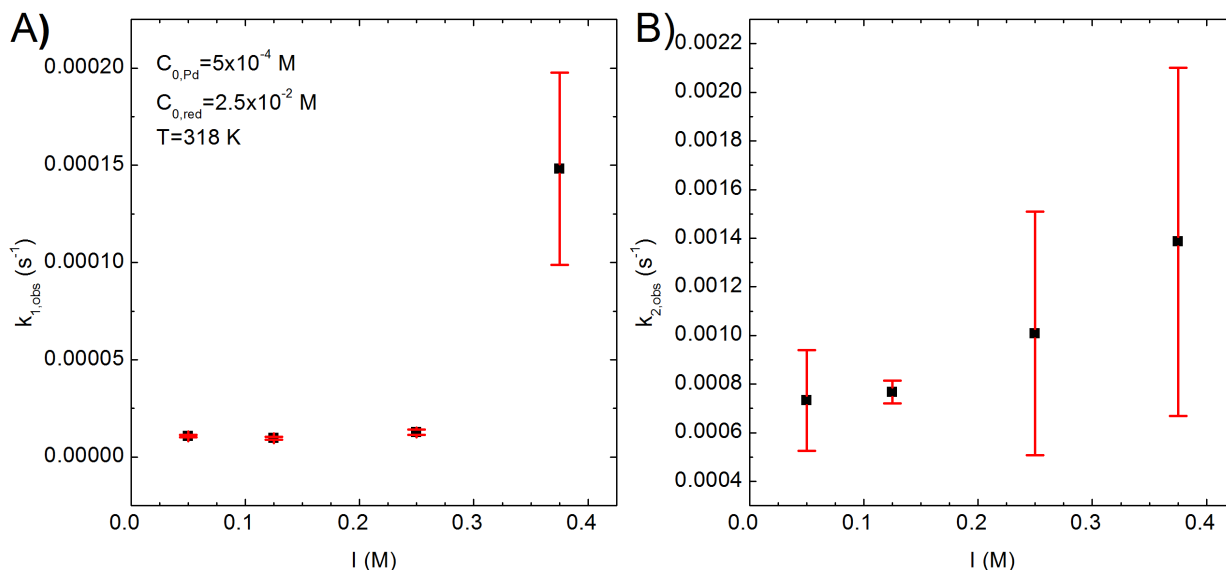 A)
C₀,Pd=5x10⁻⁴ M
C₀,red=2.5x10⁻² M
T=318 K
0.00020
0.00015
0.00010
0.00005
0.00000
k₁,obs (s⁻¹)
0.0 0.1 0.2 0.3 0.4
I (M)
B)
0.0022
0.0020
0.0018
0.0016
0.0014
0.0012
0.0010
0.0008
0.0006
0.0004
k₂,obs (s⁻¹)
0.0 0.1 0.2 0.3 0.4
I (M)